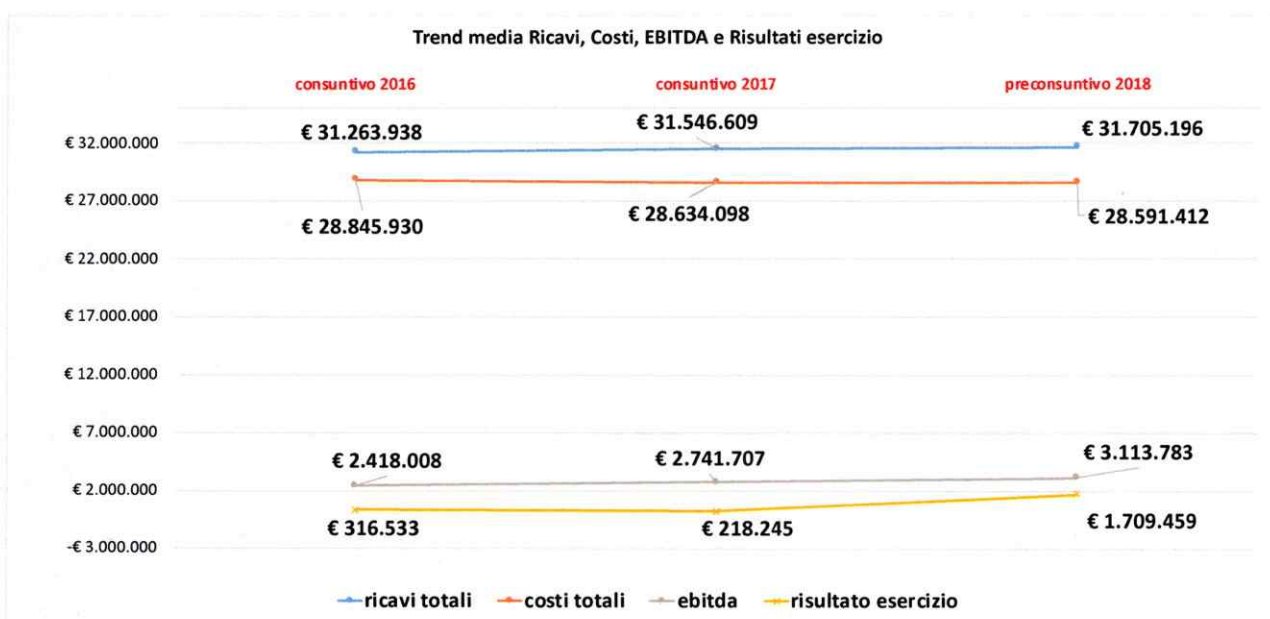 Trend media Ricavi, Costi, EBITDA e Risultati esercizio
consuntivo 2016 consuntivo 2017 preconsuntivo 2018
€ 31.263.938 € 31.546.609 € 31.705.196
€ 32.000.000
€ 27.000.000
€ 28.845.930 € 28.634.098 € 28.591.412
€ 22.000.000
€ 17.000.000
€ 12.000.000
€ 7.000.000
€ 2.418.008 € 2.741.707 € 3.113.783
€ 2.000.000
€ 316.533 € 218.245 € 1.709.459
-€ 3.000.000
ricavi totali costi totali ebitda risultato esercizio